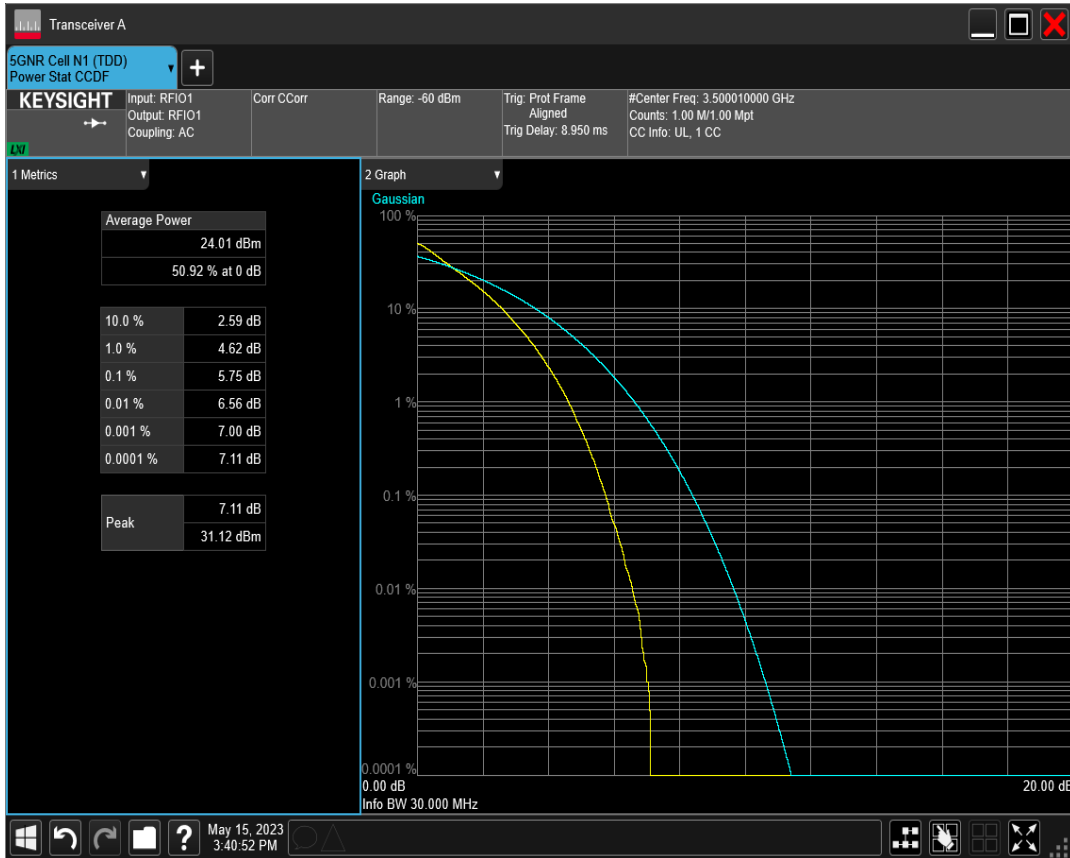 Transceiver A
5GNR Cell N1 (TDD)
Power Stat CCDF
+
KEYSIGHT
LXI
Input: RFIO1
Output: RFIO1
Coupling: AC
Corr CCorr
Range: -60 dBm
Trig: Prot Frame
Aligned
Trig Delay: 8.950 ms
#Center Freq: 3.500010000 GHz
Counts: 1.00 M/1.00 Mpt
CC Info: UL, 1 CC
1 Metrics
Average Power
24.01 dBm
50.92 % at 0 dB
10.0 % 2.59 dB
1.0 % 4.62 dB
0.1 % 5.75 dB
0.01 % 6.56 dB
0.001 % 7.00 dB
0.0001 % 7.11 dB
Peak
7.11 dB
31.12 dBm
2 Graph
Gaussian
100 %
10 %
1 %
0.1 %
0.01 %
0.001 %
0.0001 %
0.00 dB 20.00 dB
Info BW 30.000 MHz
?
May 15, 2023
3:40:52 PM